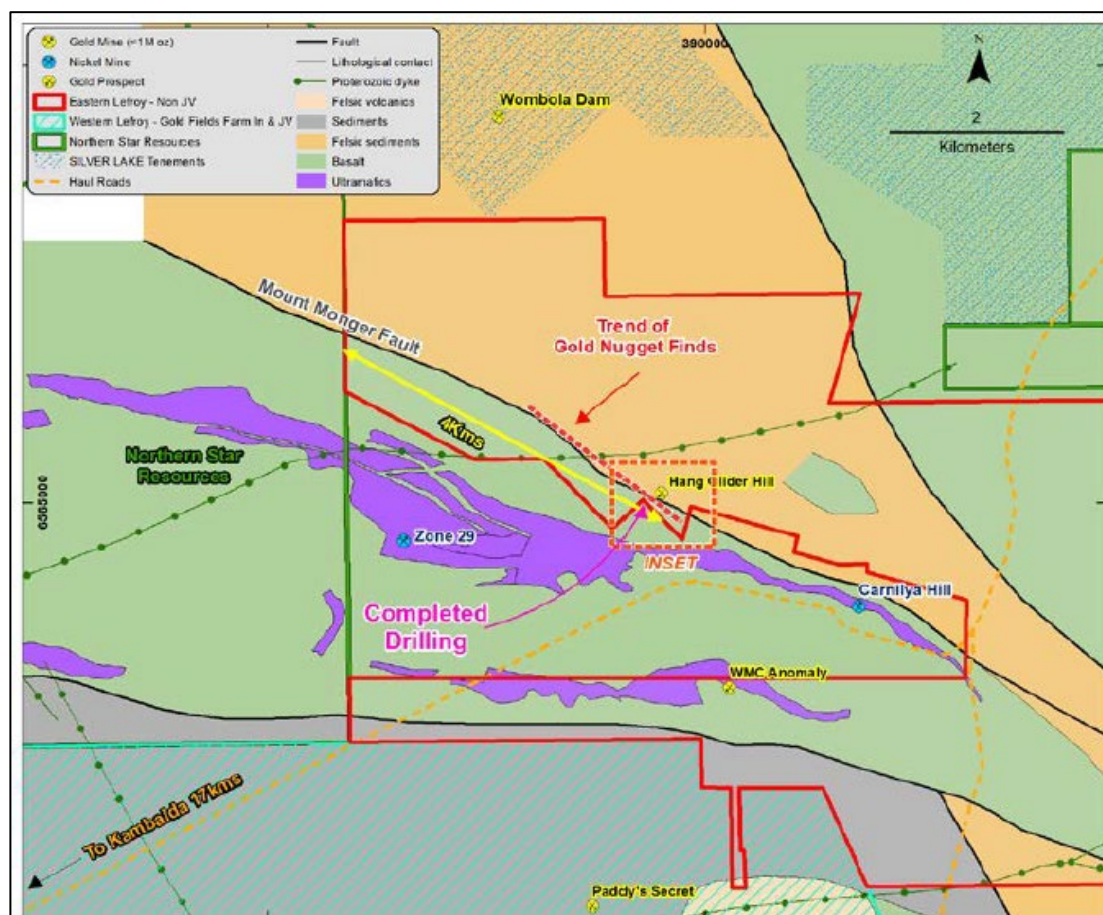 Gold Mine (<1M oz)
Nickel Mine
Gold Prospect
Eastern Lefroy - Non JV
Western Lefroy - Gold Fields Farm In & JV
Northern Star Resources
SILVER LAKE Tenements
Haul Roads
Fault
Lithological contact
Proterozoic dyke
Felsic volcanics
Sediments
Felsic sediments
Basalt
Ultramafics
390000
N
2
Kilometers
Wombola Dam
Mount Monger Fault
Trend of
Gold Nugget Finds
4Kms
Northern Star
Resources
6565000
Hang Glider Hill
Zone 29
INSET
Carnilya Hill
Completed
Drilling
WMC Anomaly
To Kambalda 17kms
Paddy's Secret